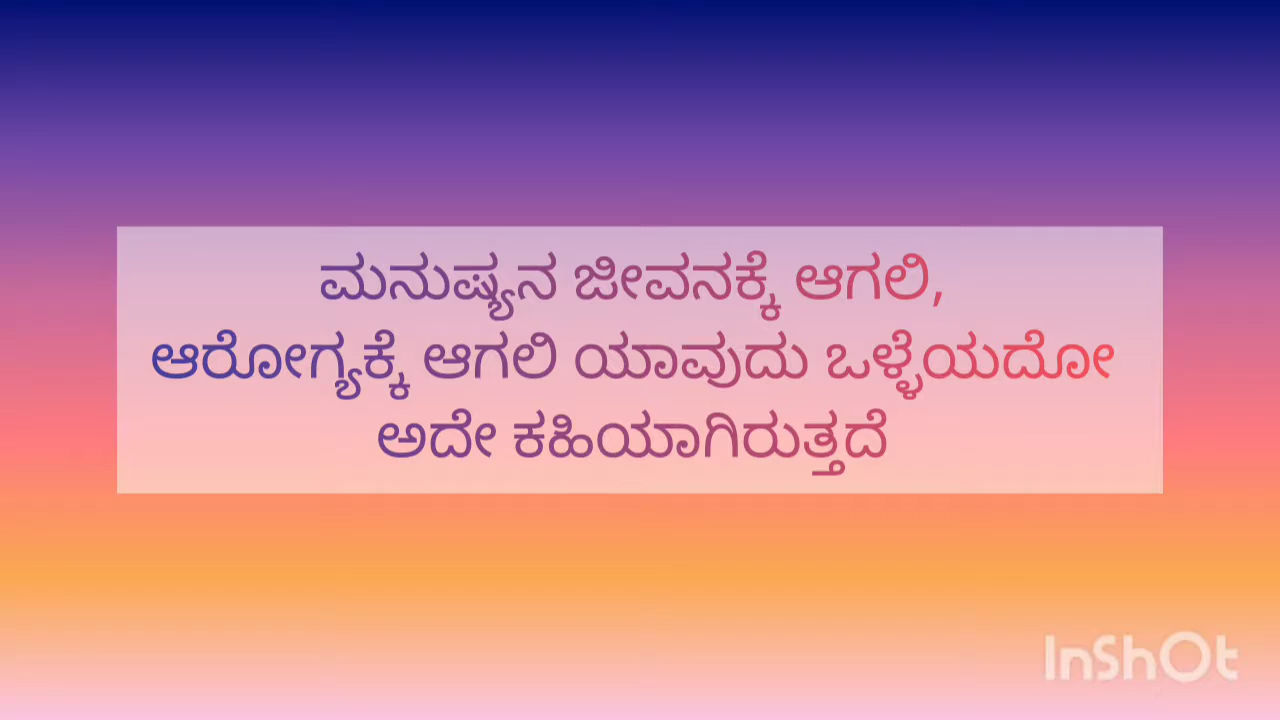 ಮನುಷ್ಯನ ಜೀವನಕ್ಕೆ ಆಗಲಿ,
ಆರೋಗ್ಯಕ್ಕೆ ಆಗಲಿ ಯಾವುದು ಒಳ್ಳೆಯದೋ
ಅದೇ ಕಹಿಯಾಗಿರುತ್ತದೆ
InShOt